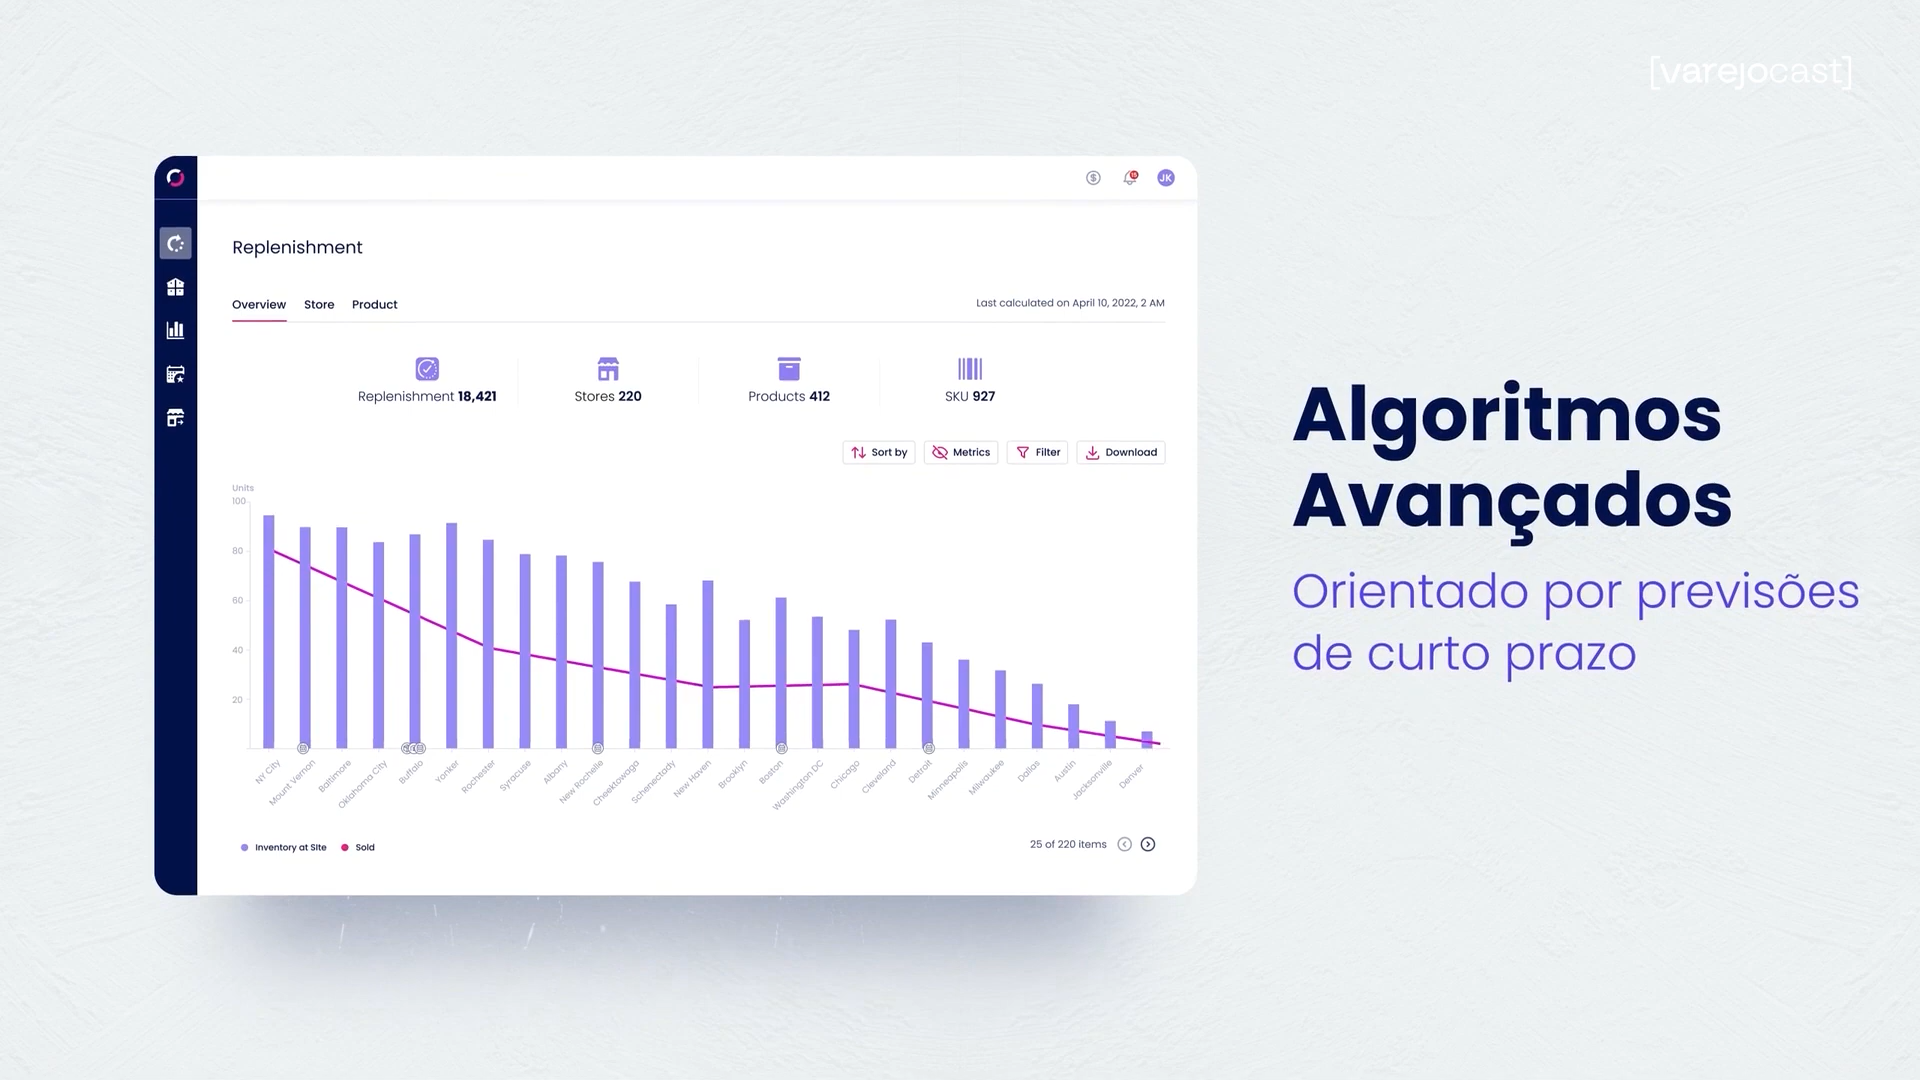 [varejocast]
JK
Replenishment
Overview Store Product
Last calculated on April 10, 2022, 2 AM
Replenishment 18,421
Stores 220
Products 412
SKU 927
Sort by
Metrics
Filter
Download
Units
100
80
60
40
20
NY City
Mount Vernon
Baltimore
Oklahoma City
Buffalo
Yonker
Rochester
Syracuse
Albany
New Rochelle
Cheektowaga
Schenectady
New Haven
Brooklyn
Boston
Washington DC
Chicago
Cleveland
Detroit
Minneapolis
Milwaukee
Dallas
Austin
Jacksonville
Denver
Inventory at Site
Sold
25 of 220 items
Algoritmos
Avançados
Orientado por previsões
de curto prazo